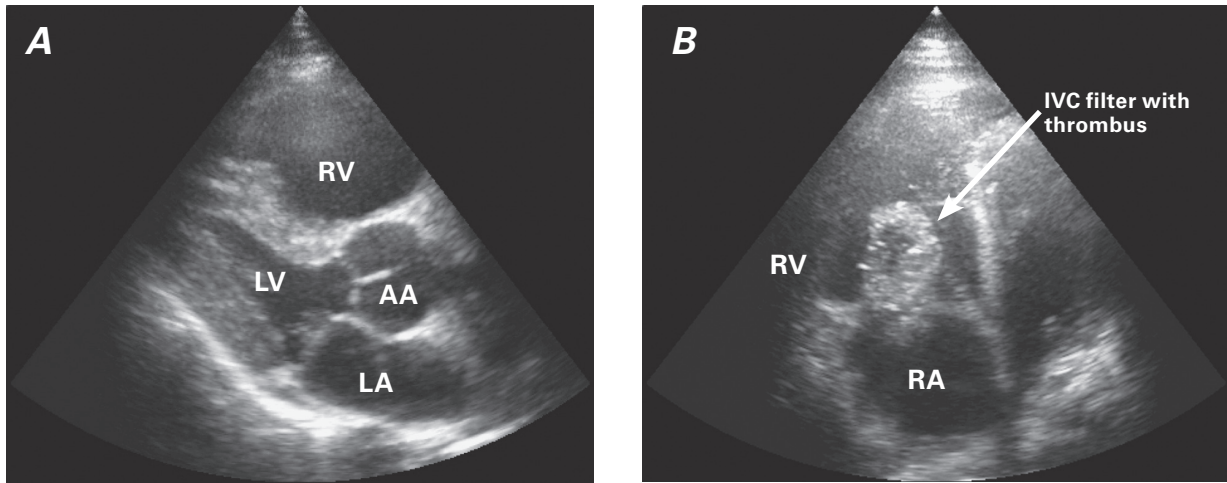 A
RV
LV
AA
LA
B
IVC filter with
thrombus
RV
RA